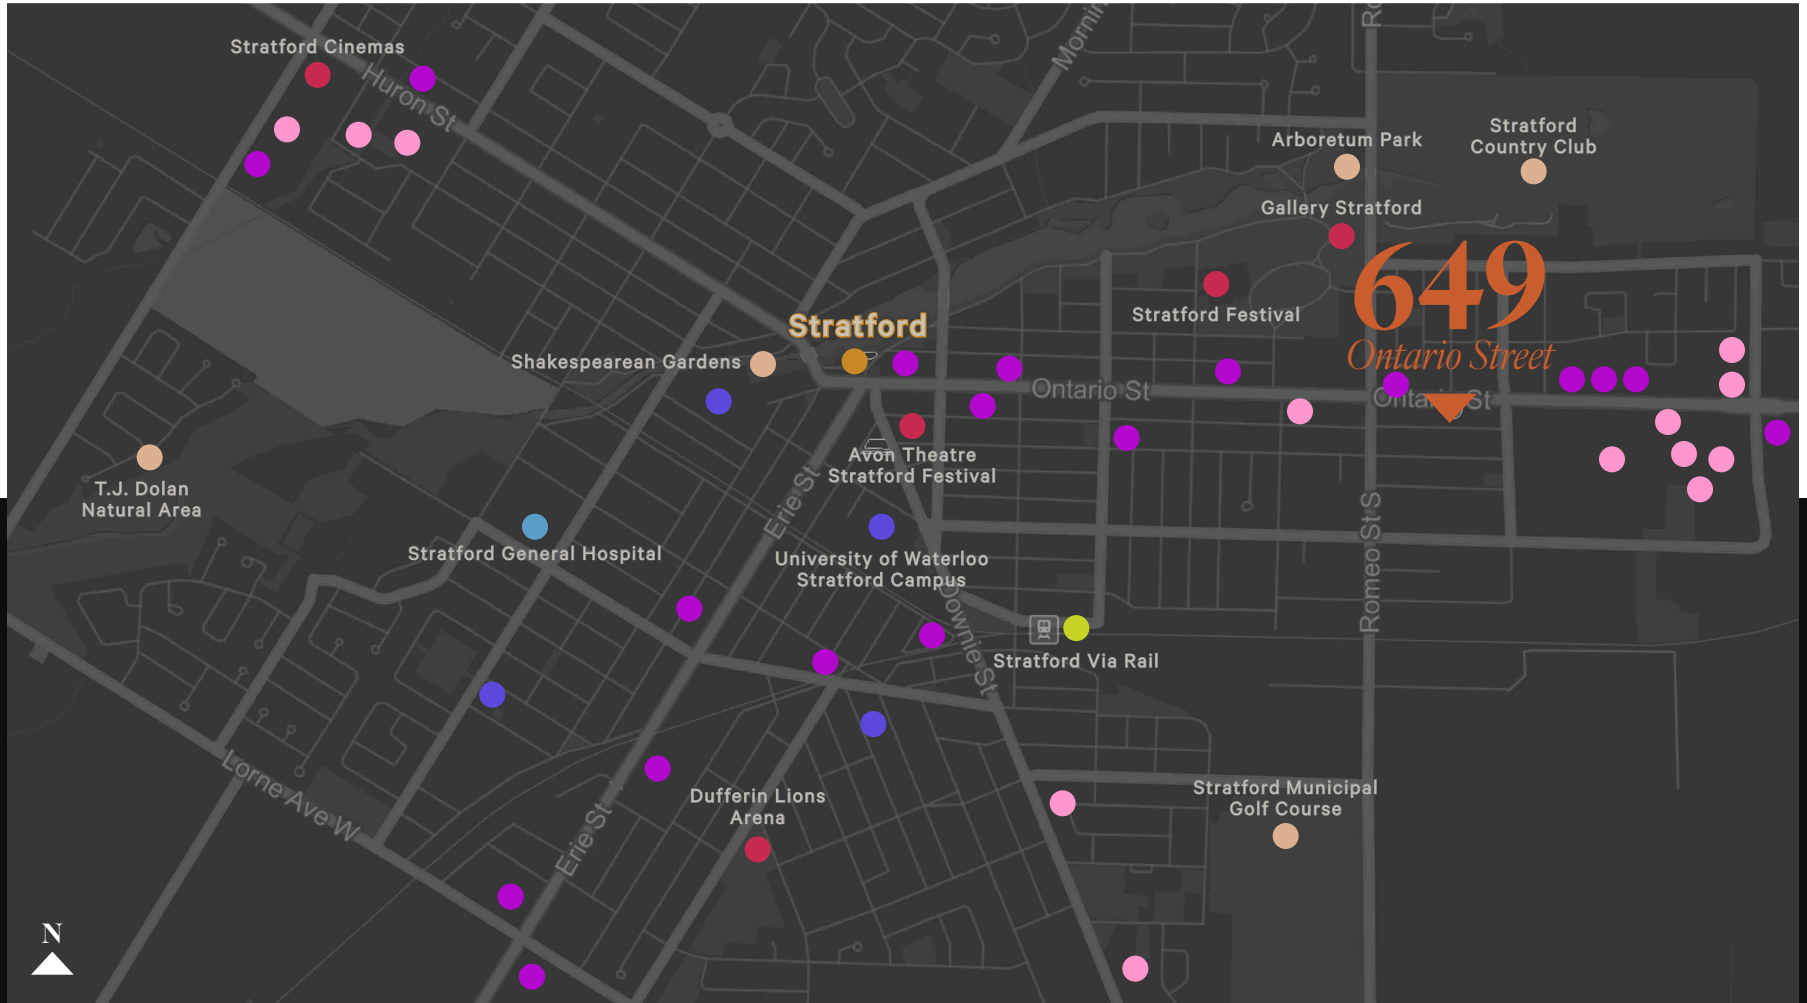 Stratford Cinemas
Huron St
Mornin
Ro
Arboretum Park
Stratford
Country Club
Gallery Stratford
649
Ontario Street
Stratford Festival
Stratford
Shakespearean Gardens
Ontario St
Ontario St
Avon Theatre
Stratford Festival
T.J. Dolan
Natural Area
Erie St
Stratford General Hospital
University of Waterloo
Stratford Campus
Romeo St S
Downie St
Stratford Via Rail
Lorne Ave W
Dufferin Lions
Arena
Stratford Municipal
Golf Course
Erie St
N